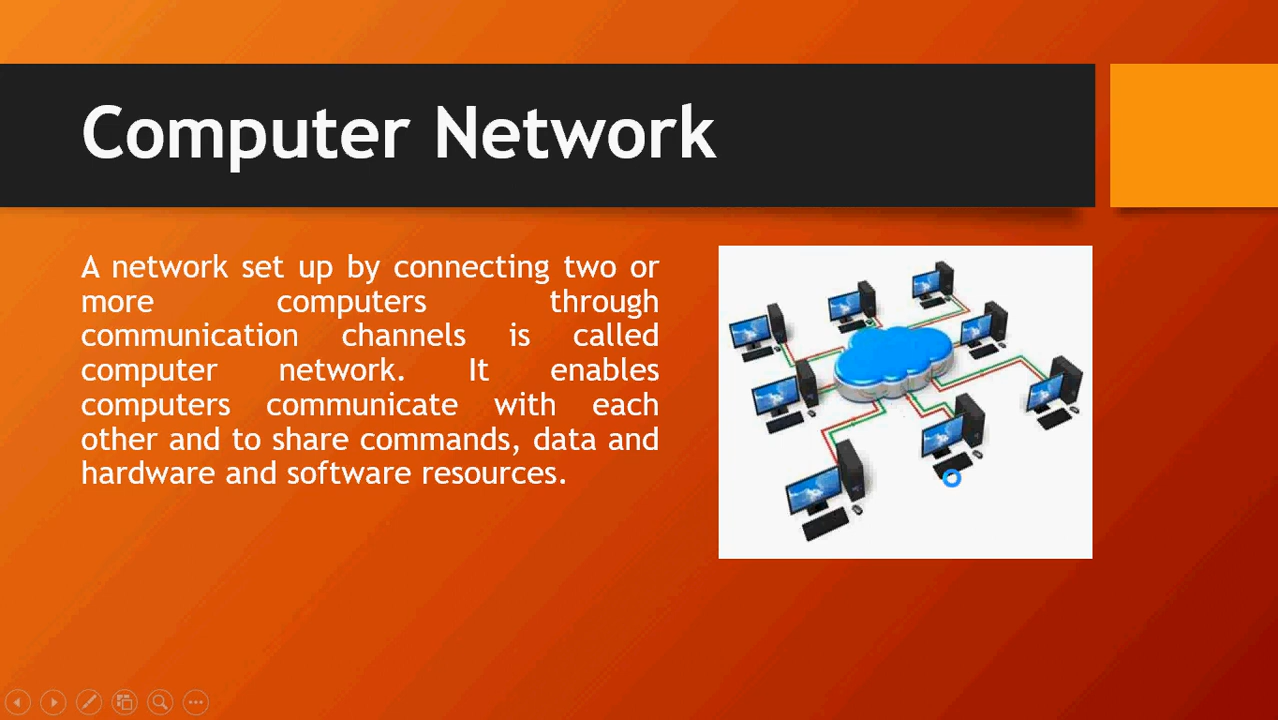 Computer Network
A network set up by connecting two or
more computers through
communication channels is called
computer network. It enables
computers communicate with each
other and to share commands, data and
hardware and software resources.